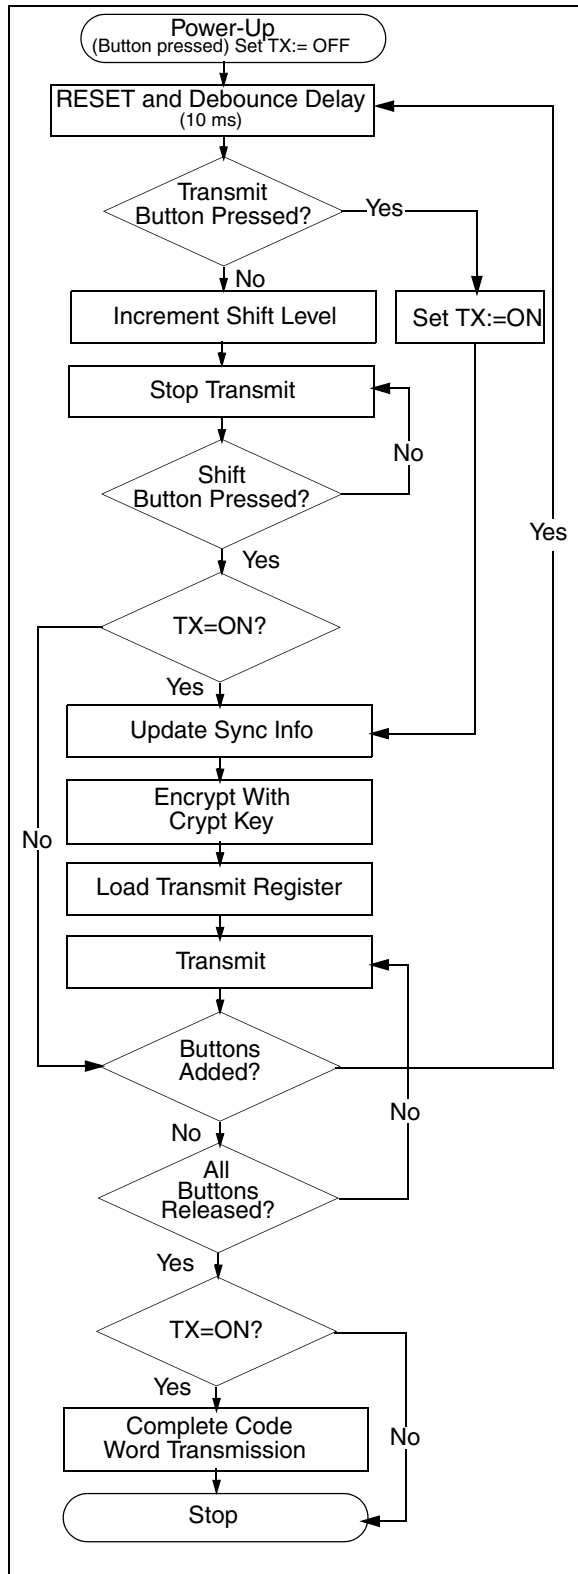 Power-Up
(Button pressed) Set TX:= OFF
RESET and Debounce Delay
(10 ms)
Transmit
Button Pressed?
Yes
No
Increment Shift Level
Set TX:=ON
Stop Transmit
No
Shift
Button Pressed?
Yes
Yes
TX=ON?
Yes
Update Sync Info
Encrypt With
Crypt Key
No
Load Transmit Register
Transmit
Buttons
Added?
No
No
All
Buttons
Released?
Yes
TX=ON?
Yes
Complete Code
Word Transmission
No
Stop